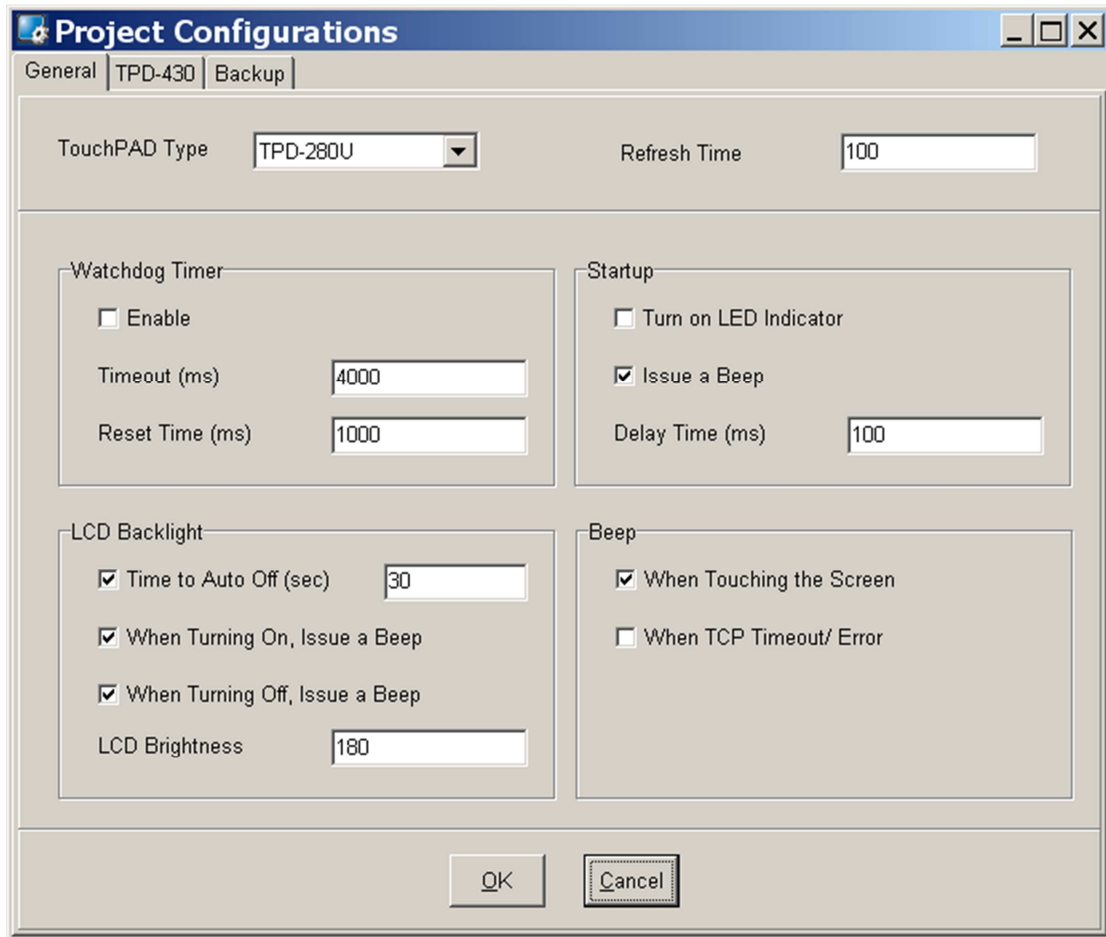 Project Configurations
General TPD-430 Backup
TouchPAD Type TPD-280U Refresh Time 100
Watchdog Timer
Enable
Timeout (ms) 4000
Reset Time (ms) 1000
Startup
Turn on LED Indicator
Issue a Beep
Delay Time (ms) 100
LCD Backlight
Time to Auto Off (sec) 30
When Turning On, Issue a Beep
When Turning Off, Issue a Beep
LCD Brightness 180
Beep
When Touching the Screen
When TCP Timeout/ Error
OK Cancel